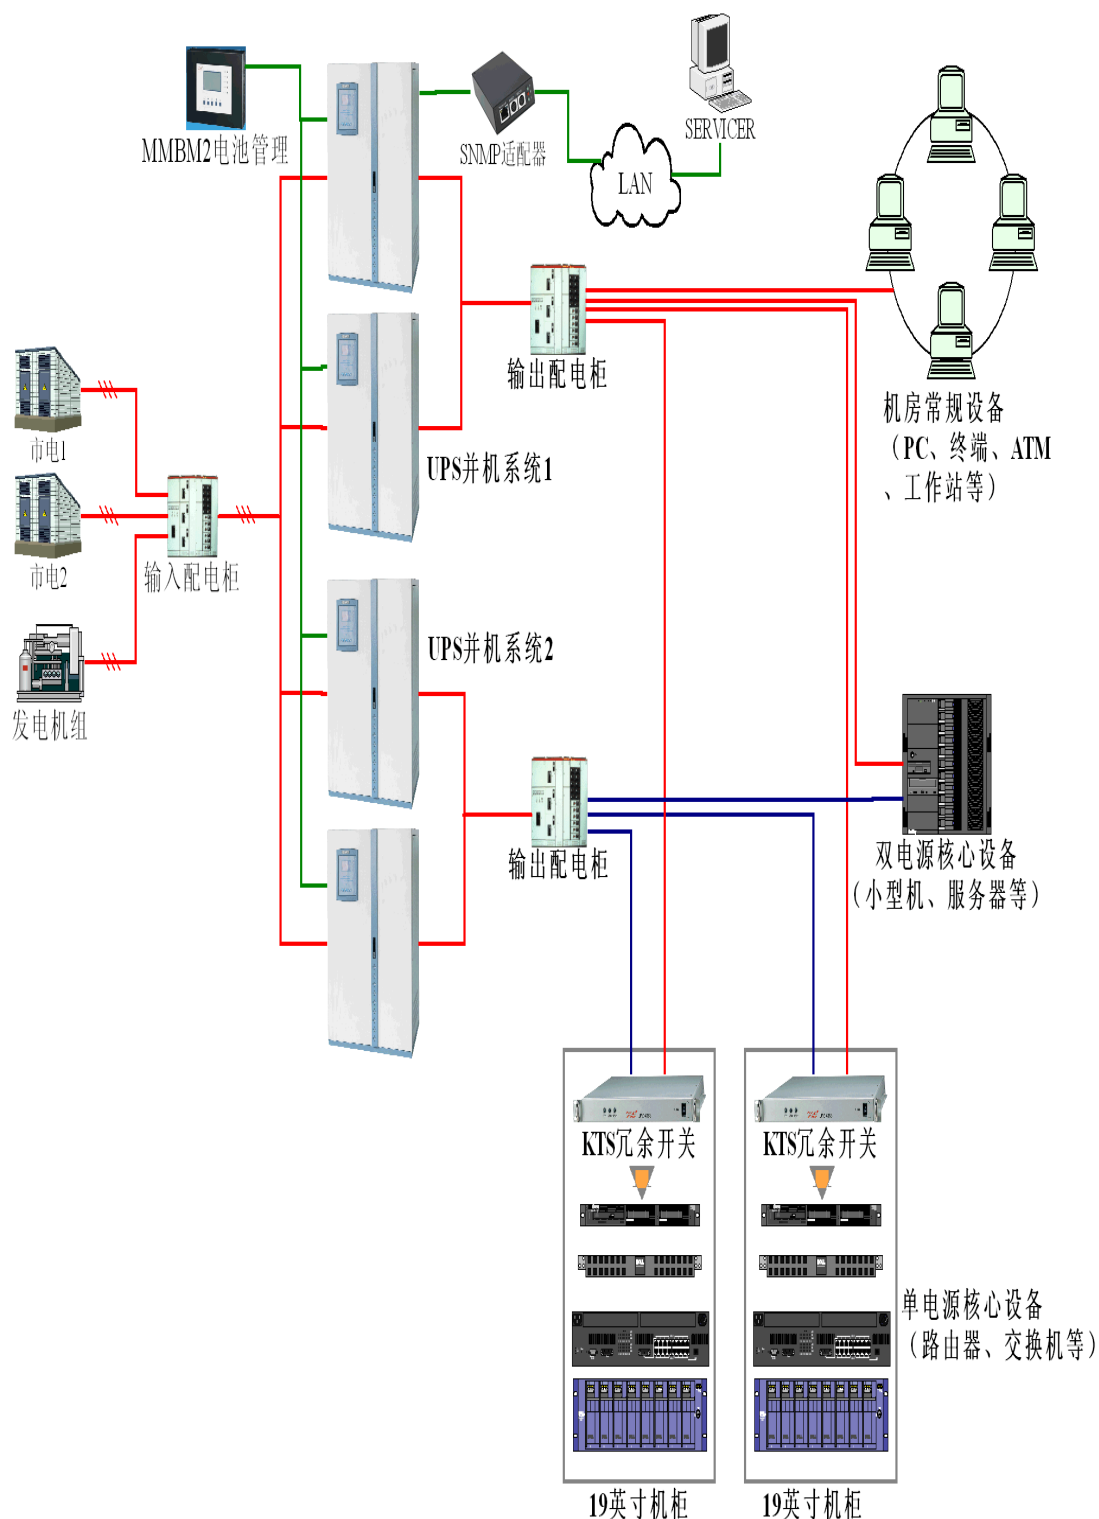 SERVICER
MMBM2电池管理
SNMP适配器
LAN
输出配电柜
机房常规设备
（PC、终端、ATM
、工作站等）
市电1
UPS并机系统1
市电2
输入配电柜
UPS并机系统2
发电机组
输出配电柜
双电源核心设备
（小型机、服务器等）
KTS冗余开关
KTS冗余开关
单电源核心设备
（路由器、交换机等）
19英寸机柜
19英寸机柜